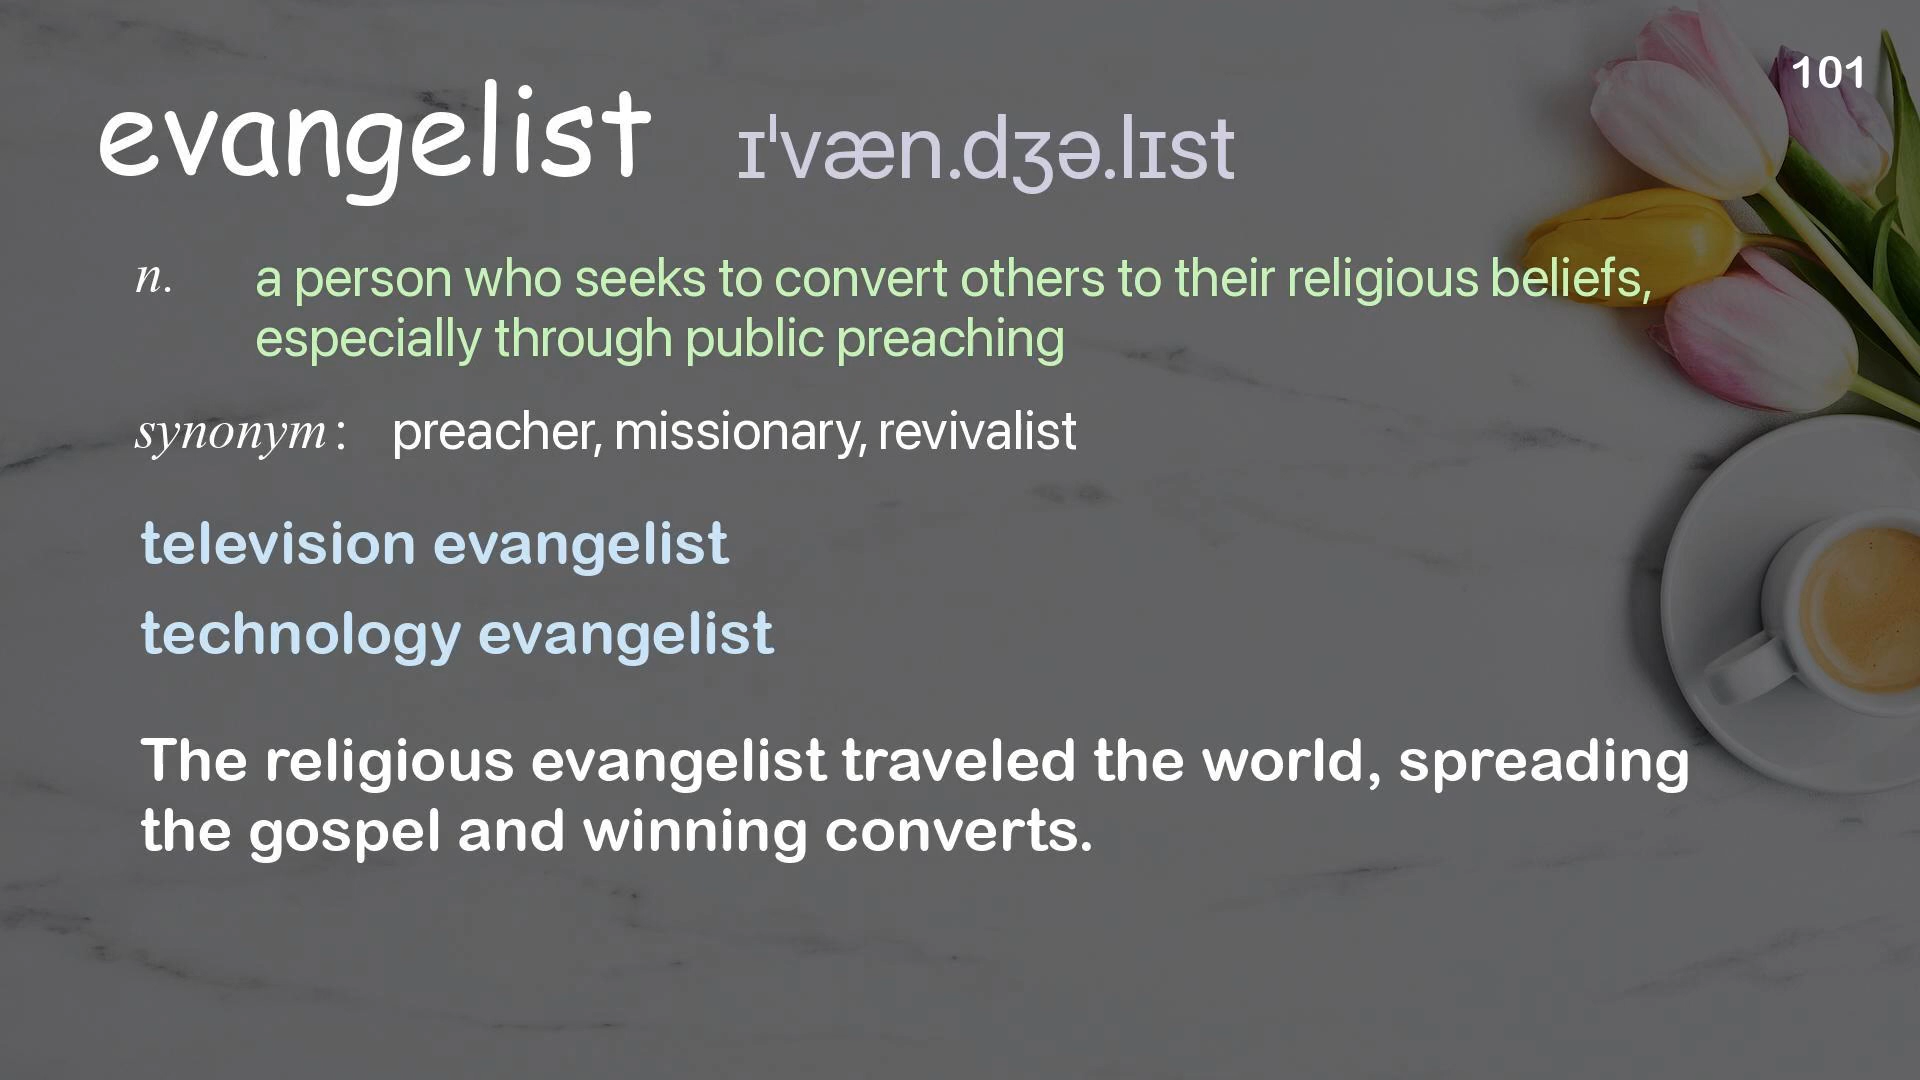 101
evangelist ɪˈvæn.dʒə.lɪst
n. a person who seeks to convert others to their religious beliefs,
especially through public preaching
synonym: preacher, missionary, revivalist
television evangelist
technology evangelist
The religious evangelist traveled the world, spreading
the gospel and winning converts.